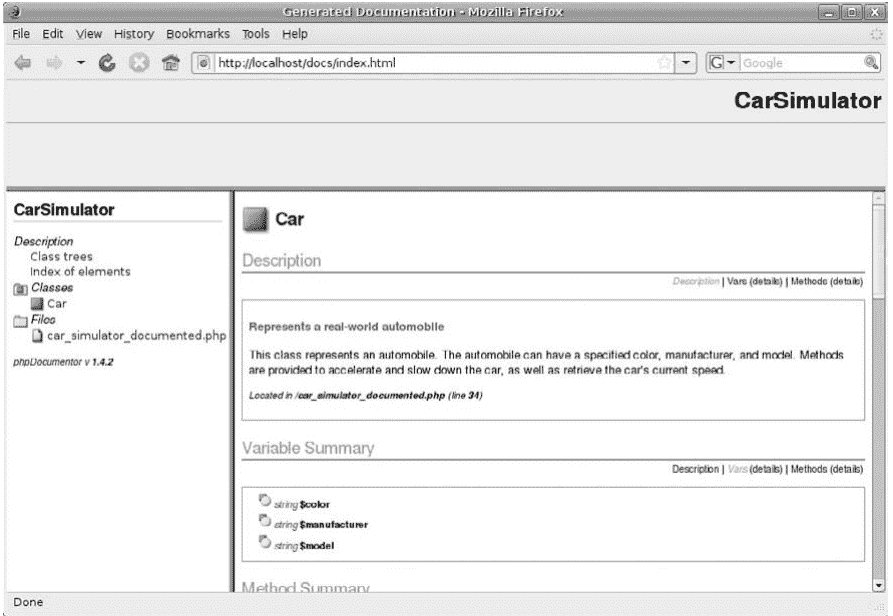 Generated Documentation - Mozilla Firefox
File Edit View History Bookmarks Tools Help
http://localhost/docs/index.html
G Google
CarSimulator
CarSimulator
Description
Class trees
Index of elements
Classes
Car
Files
car_simulator_documented.php
phpDocumentor v 1.4.2
Car
Description
Description | Vars (details) | Methods (details)
Represents a real-world automobile
This class represents an automobile. The automobile can have a specified color, manufacturer, and model. Methods
are provided to accelerate and slow down the car, as well as retrieve the car's current speed.
Located in /car_simulator_documented.php (line 34)
Variable Summary
Description | Vars (details) | Methods (details)
string $color
string $manufacturer
string $model
Method Summary
Done